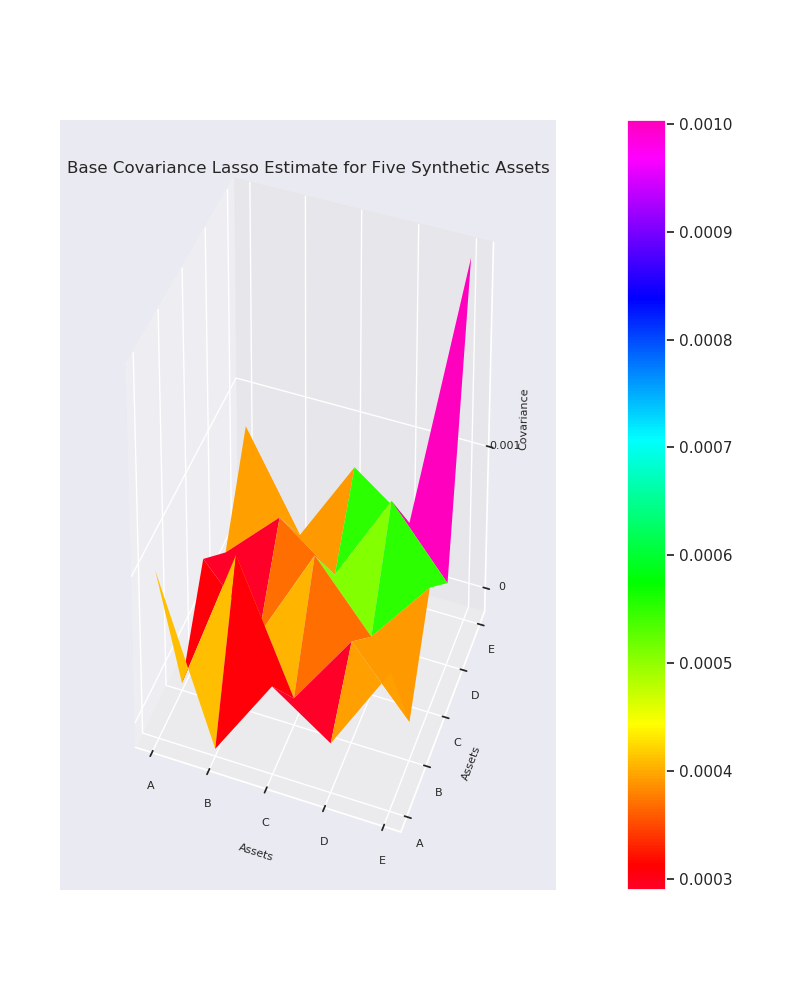 Base Covariance Lasso Estimate for Five Synthetic Assets
Covariance
0.001
0
E
D
C
B
A
Assets
A
B
C
D
E
Assets
0.0010
0.0009
0.0008
0.0007
0.0006
0.0005
0.0004
0.0003